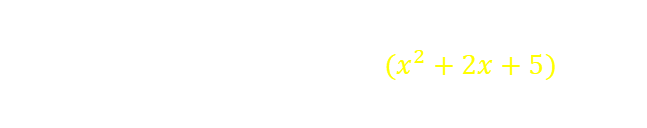 (x² + 2x + 5)